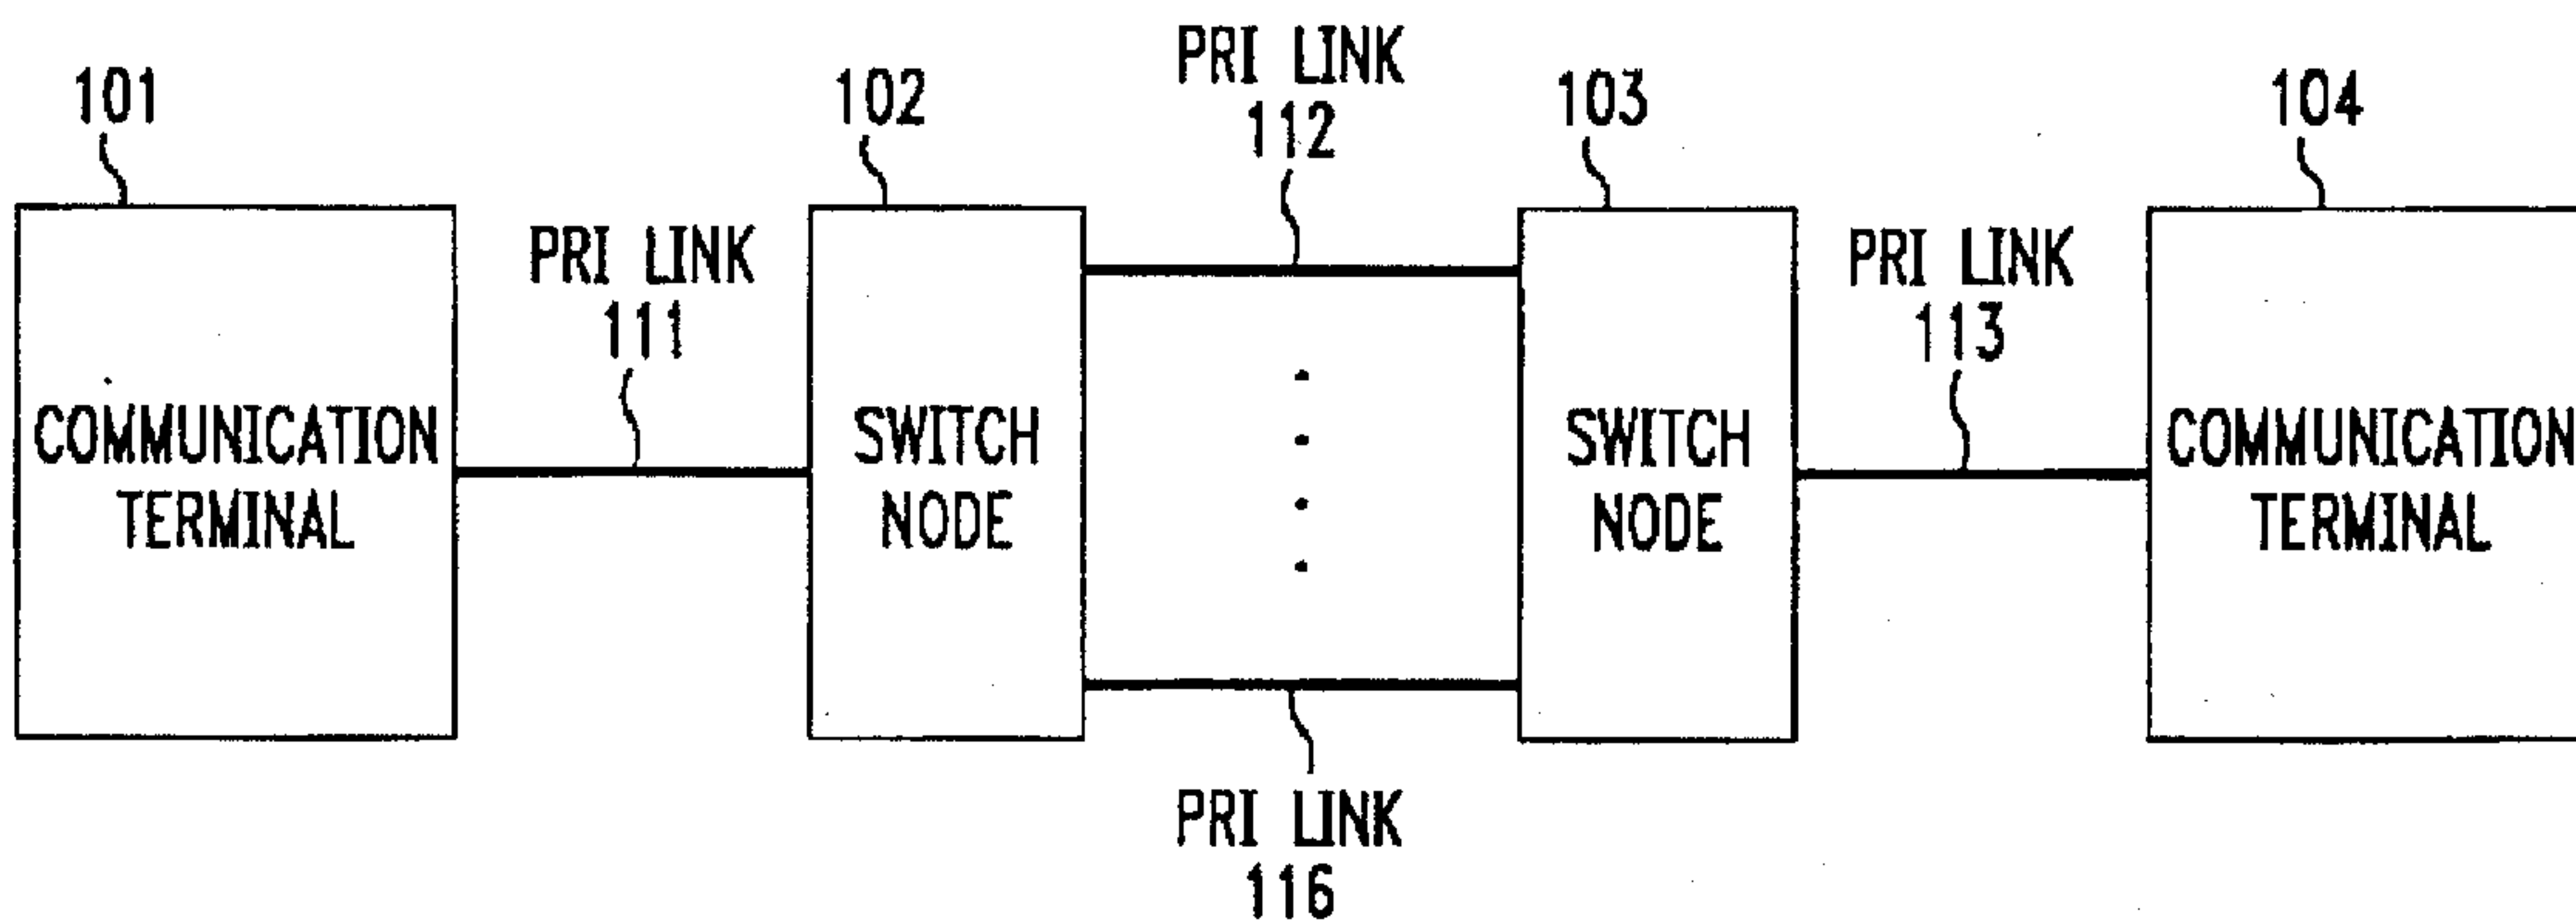 101
102
PRI LINK
112
103
104
PRI LINK
111
PRI LINK
113
COMMUNICATION
TERMINAL
SWITCH
NODE
SWITCH
NODE
COMMUNICATION
TERMINAL
PRI LINK
116